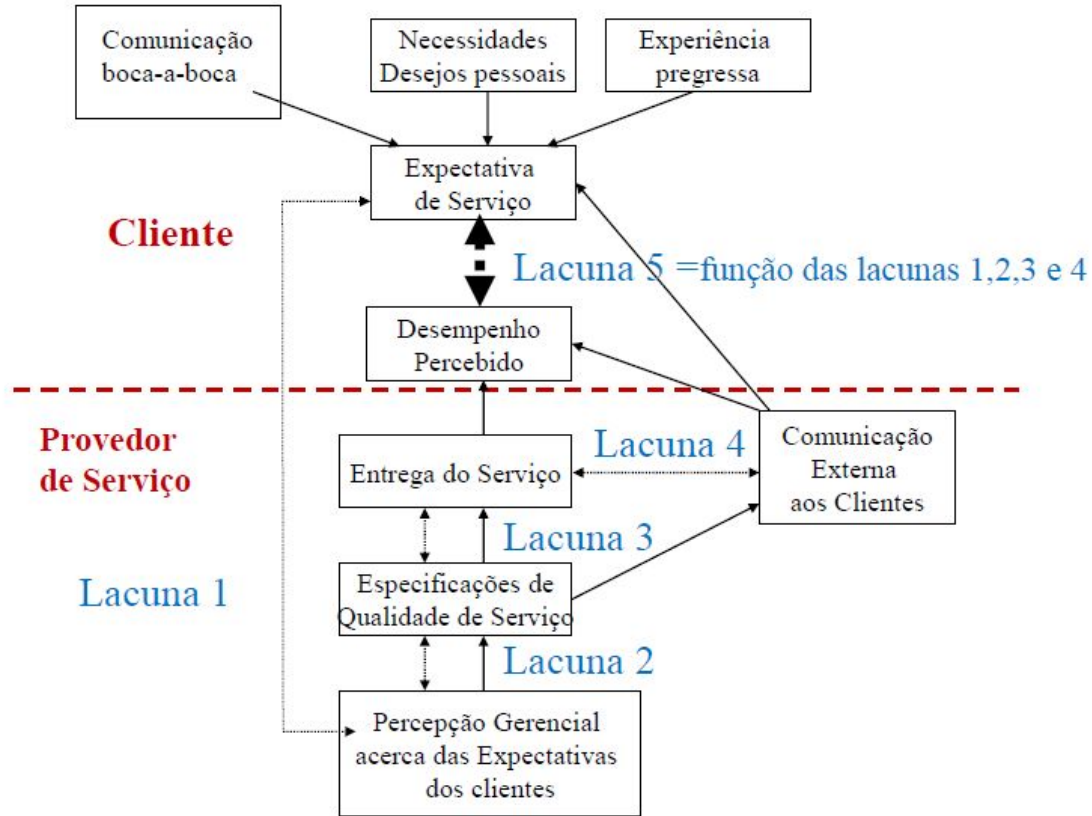 Comunicação
boca-a-boca
Necessidades
Desejos pessoais
Experiência
pregressa
Expectativa
de Serviço
Cliente
Lacuna 5 =função das lacunas 1,2,3 e 4
Desempenho
Percebido
Provedor
de Serviço
Entrega do Serviço
Lacuna 4
Comunicação
Externa
aos Clientes
Lacuna 3
Especificações de
Qualidade de Serviço
Lacuna 1
Lacuna 2
Percepção Gerencial
acerca das Expectativas
dos clientes